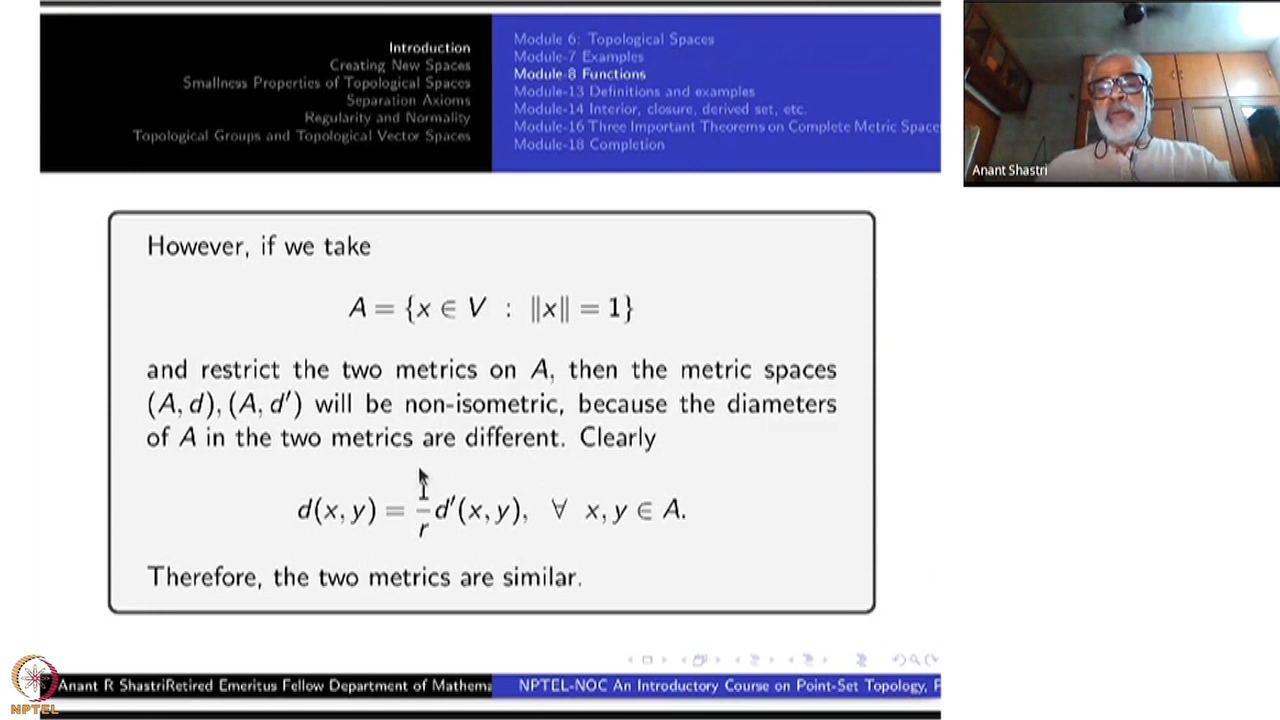 Introduction
Creating New Spaces
Smallness Properties of Topological Spaces
Separation Axioms
Regularity and Normality
Topological Groups and Topological Vector Spaces
Module 6: Topological Spaces
Module-7 Examples
Module-8 Functions
Module-13 Definitions and examples
Module-14 Interior, closure, derived set, etc.
Module-16 Three Important Theorems on Complete Metric Space
Module-18 Completion
Anant Shastri
However, if we take
A = {x ∈ V : ||x|| = 1}
and restrict the two metrics on A, then the metric spaces
(A, d), (A, d′) will be non-isometric, because the diameters
of A in the two metrics are different. Clearly
d(x, y) = 1/r d′(x, y), ∀ x, y ∈ A.
Therefore, the two metrics are similar.
NPTEL
Anant R ShastriRetired Emeritus Fellow Department of Mathema
NPTEL-NOC An Introductory Course on Point-Set Topology, P